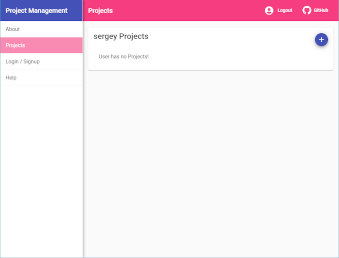 Project Management
Projects
Logout
GitHub
About
Projects
Login / Signup
Help
sergey Projects
User has no Projects!